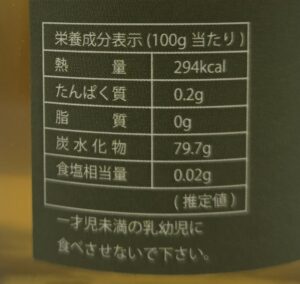 栄養成分表示 (100g 当たり)
熱量 294kcal
たんぱく質 0.2g
脂質 0g
炭水化物 79.7g
食塩相当量 0.02g
(推定値)
一才児未満の乳幼児に
食べさせないで下さい。